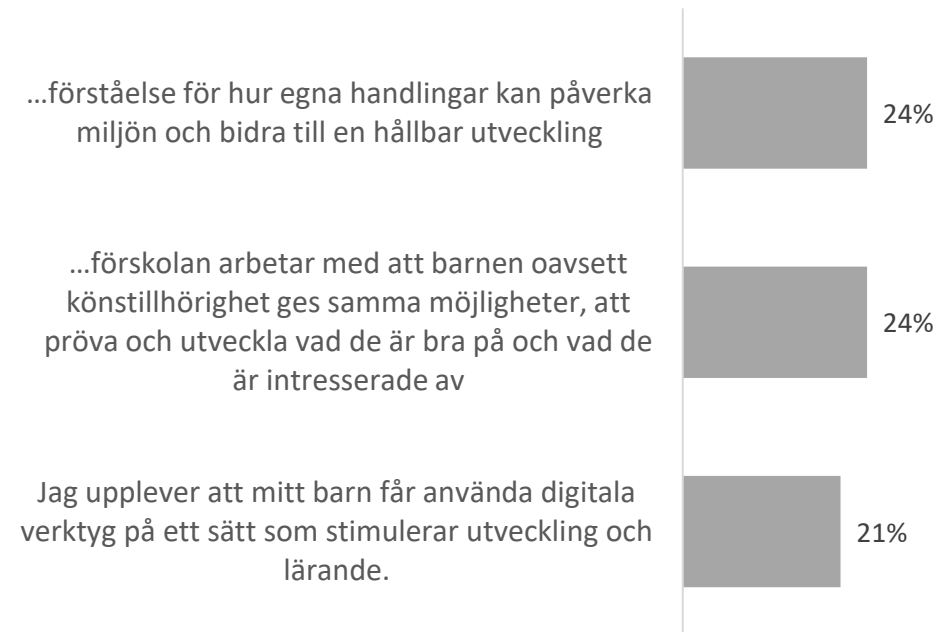 …förståelse för hur egna handlingar kan påverka
miljön och bidra till en hållbar utveckling
24%
…förskolan arbetar med att barnen oavsett
könstillhörighet ges samma möjligheter, att
pröva och utveckla vad de är bra på och vad de
är intresserade av
24%
Jag upplever att mitt barn får använda digitala
verktyg på ett sätt som stimulerar utveckling och
lärande.
21%